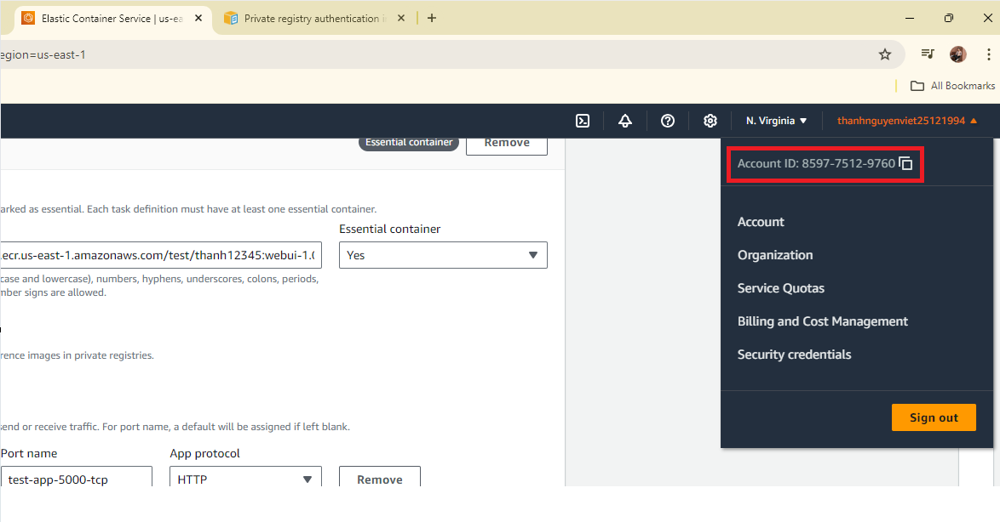 Elastic Container Service | us-ea
Private registry authentication i
egion=us-east-1
All Bookmarks
N. Virginia
thanhnguyenviet25121994
Essential container
Remove
Account ID: 8597-7512-9760
arked as essential. Each task definition must have at least one essential container.
Account
Essential container
.ecr.us-east-1.amazonaws.com/test/thanh12345:webui-1.0
Yes
Organization
case and lowercase), numbers, hyphens, underscores, colons, periods,
mber signs are allowed.
Service Quotas
Billing and Cost Management
rence images in private registries.
Security credentials
Sign out
send or receive traffic. For port name, a default will be assigned if left blank.
Port name
App protocol
test-app-5000-tcp
HTTP
Remove